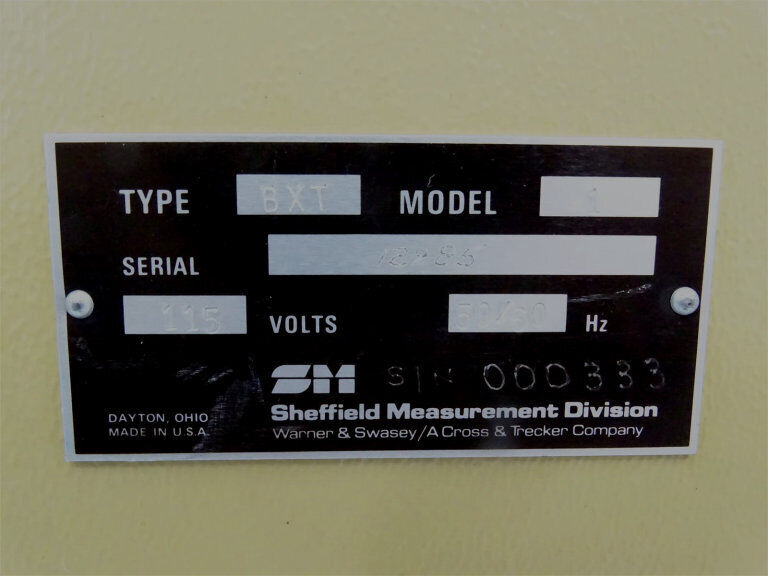 TYPE BXT MODEL 1
SERIAL
115 VOLTS 50/60 Hz
SM S/N 000333
DAYTON, OHIO Sheffield Measurement Division
MADE IN U.S.A. Warner & Swasey/A Cross & Trecker Company